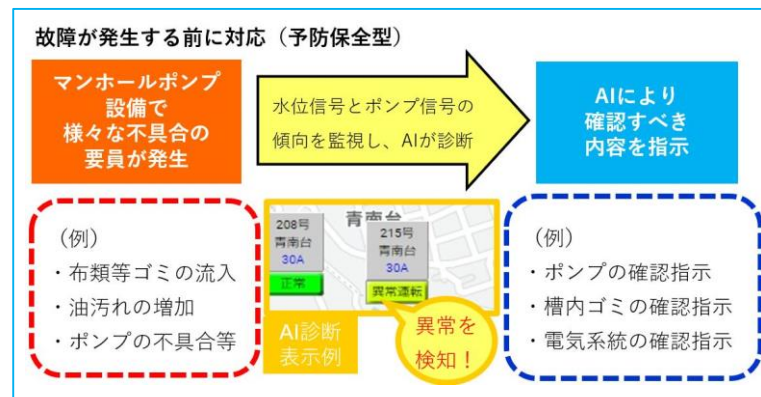 故障が発生する前に対応（予防保全型）
マンホールポンプ
設備で
様々な不具合の
要員が発生
水位信号とポンプ信号の
傾向を監視し、AIが診断
AIにより
確認すべき
内容を指示
（例）
・布類等ゴミの流入
・油汚れの増加
・ポンプの不具合等
青南台
208号
青南台
30A
正常
215号
青南台
30A
異常運転
AI診断
表示例
異常を
検知！
（例）
・ポンプの確認指示
・槽内ゴミの確認指示
・電気系統の確認指示